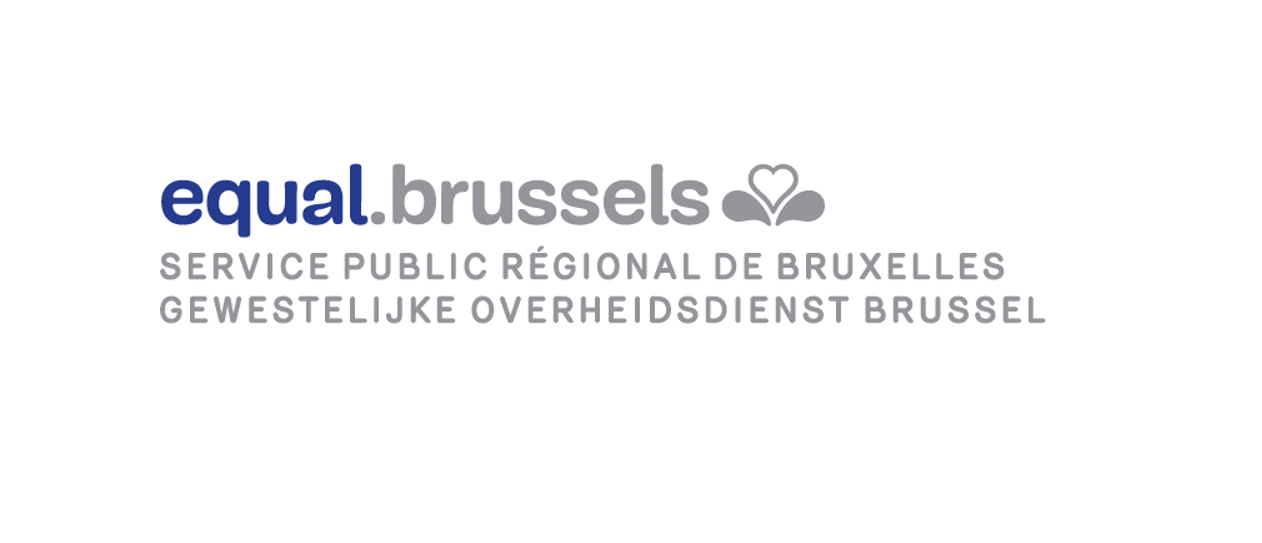 equal.brussels
SERVICE PUBLIC RÉGIONAL DE BRUXELLES
GEWESTELIJKE OVERHEIDSDIENST BRUSSEL